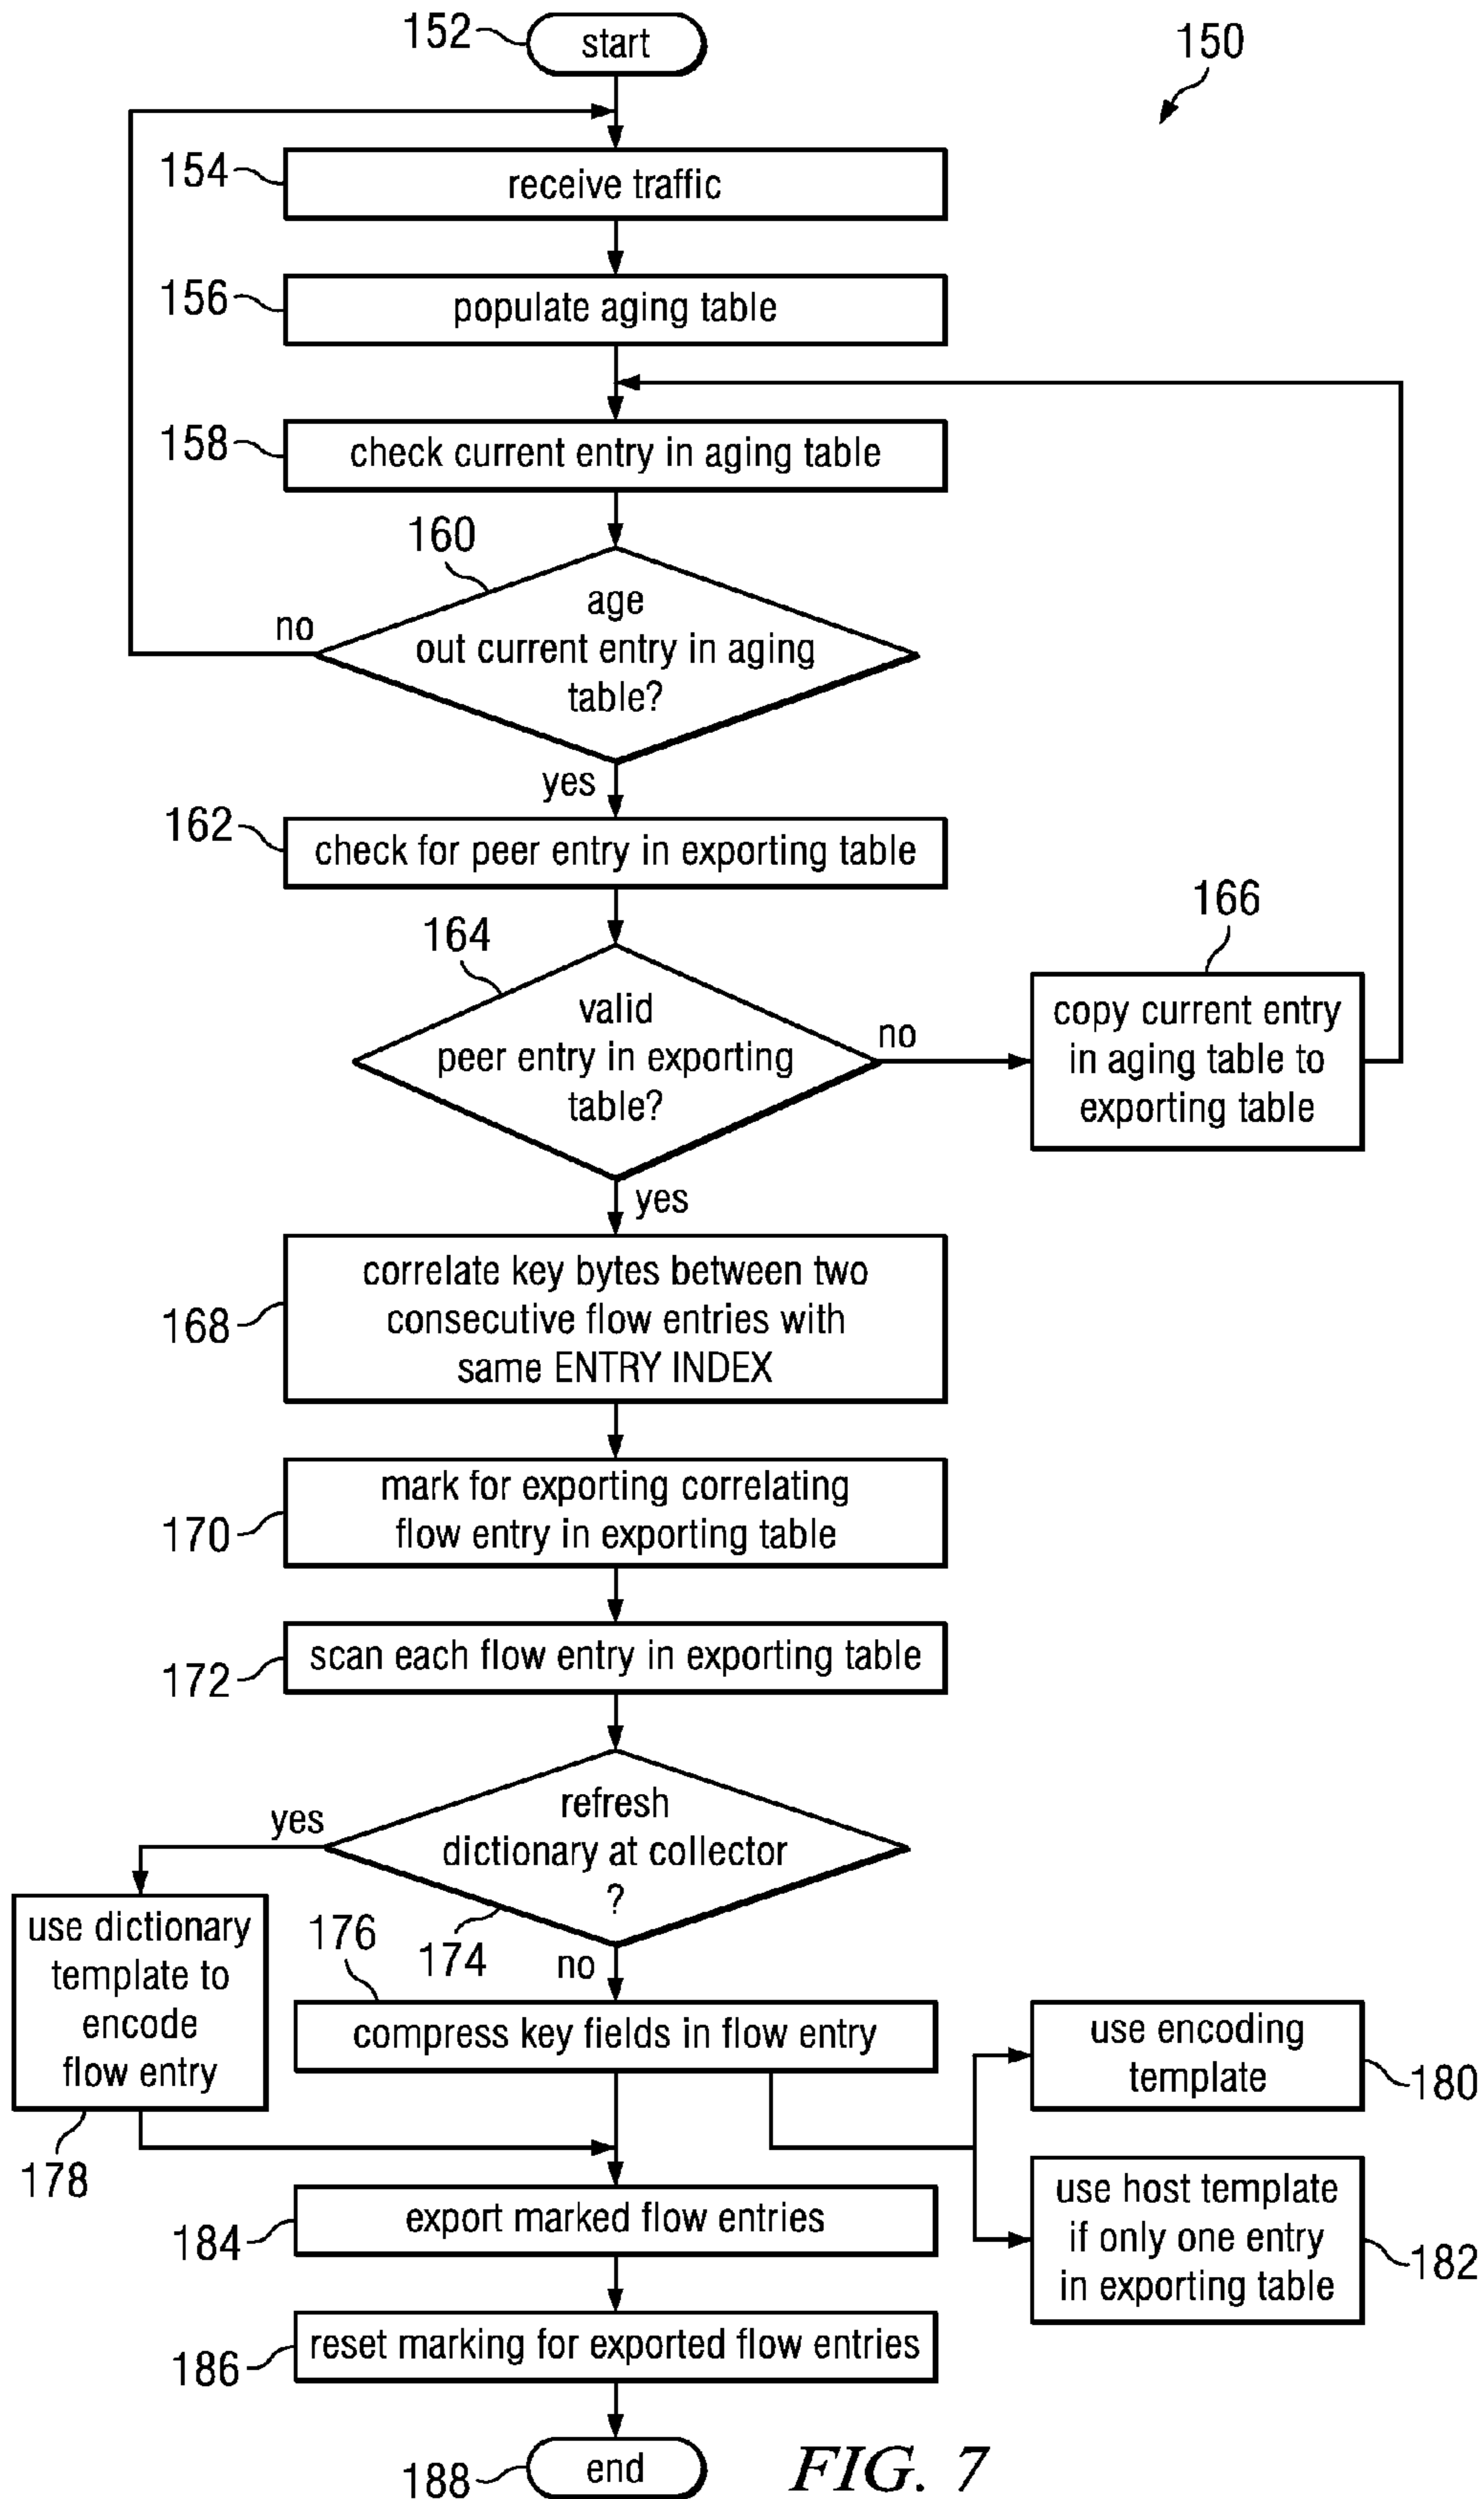 152
start
150
154
receive traffic
156
populate aging table
158
check current entry in aging table
160
age
out current entry in aging
table?
no
yes
162
check for peer entry in exporting table
164
valid
peer entry in exporting
table?
no
166
copy current entry
in aging table to
exporting table
yes
168
correlate key bytes between two
consecutive flow entries with
same ENTRY INDEX
170
mark for exporting correlating
flow entry in exporting table
172
scan each flow entry in exporting table
refresh
dictionary at collector
?
174
yes
no
use dictionary
template to
encode
flow entry
178
176
compress key fields in flow entry
use encoding
template
180
use host template
if only one entry
in exporting table
182
184
export marked flow entries
186
reset marking for exported flow entries
188
end
FIG. 7